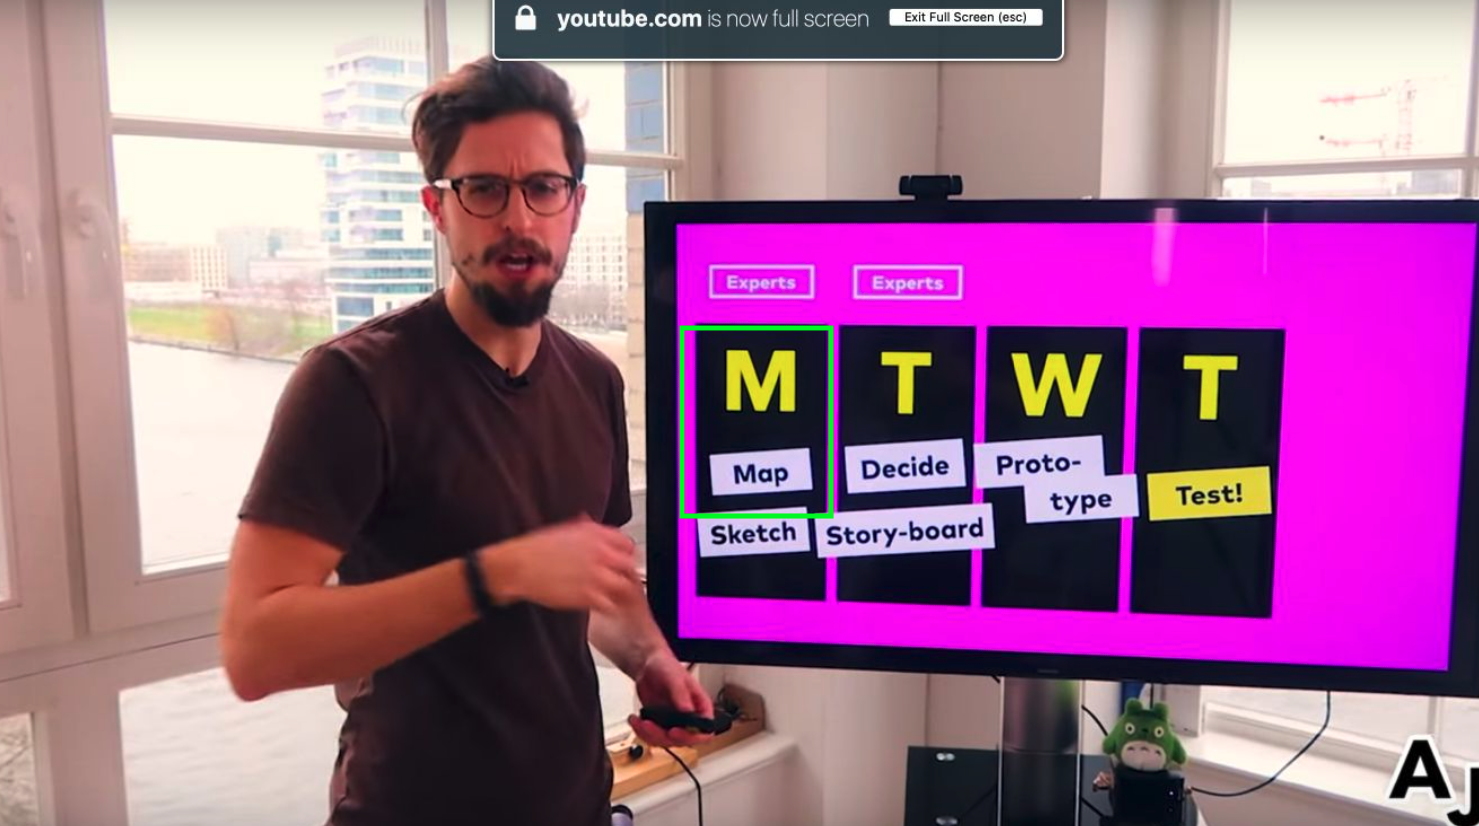 youtube.com is now full screen Exit Full Screen (esc)
Experts Experts
M T W T
Map Decide Proto-
type Test!
Sketch Story-board
AJ